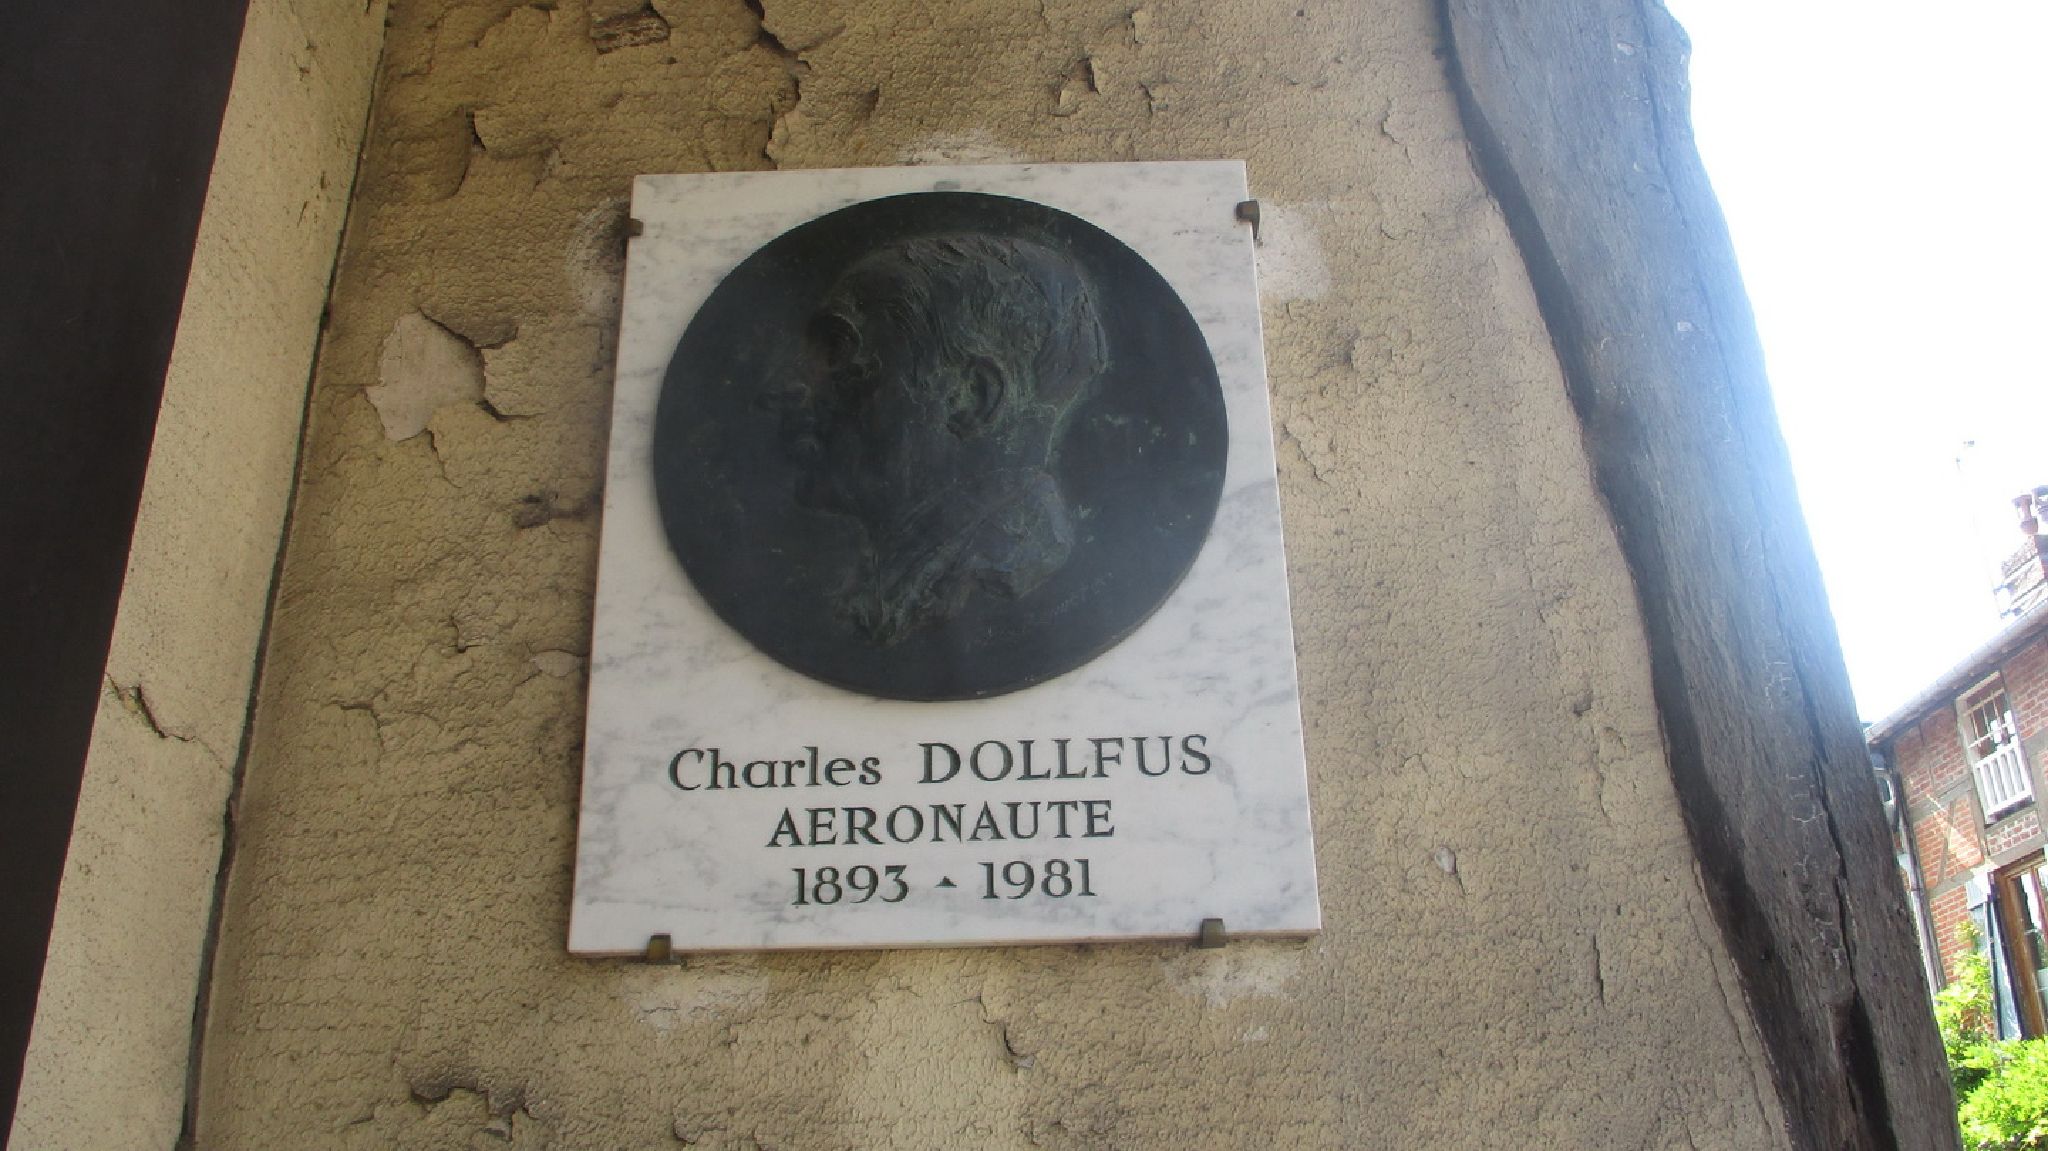 Charles DOLLFUS
AERONAUTE
1893 - 1981